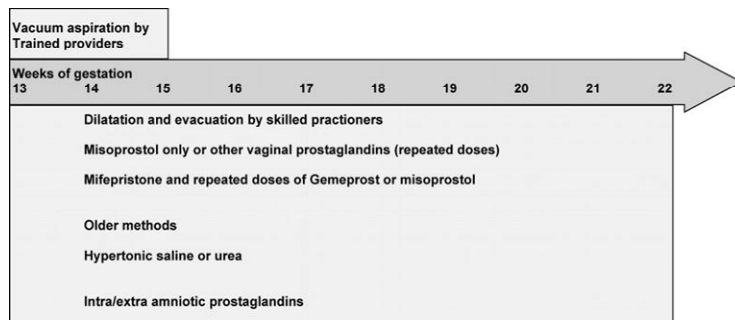 Vacuum aspiration by
Trained providers
Weeks of gestation
13 14 15 16 17 18 19 20 21 22
Dilatation and evacuation by skilled practioners
Misoprostol only or other vaginal prostaglandins (repeated doses)
Mifepristone and repeated doses of Gemeprost or misoprostol
Older methods
Hypertonic saline or urea
Intra/extra amniotic prostaglandins